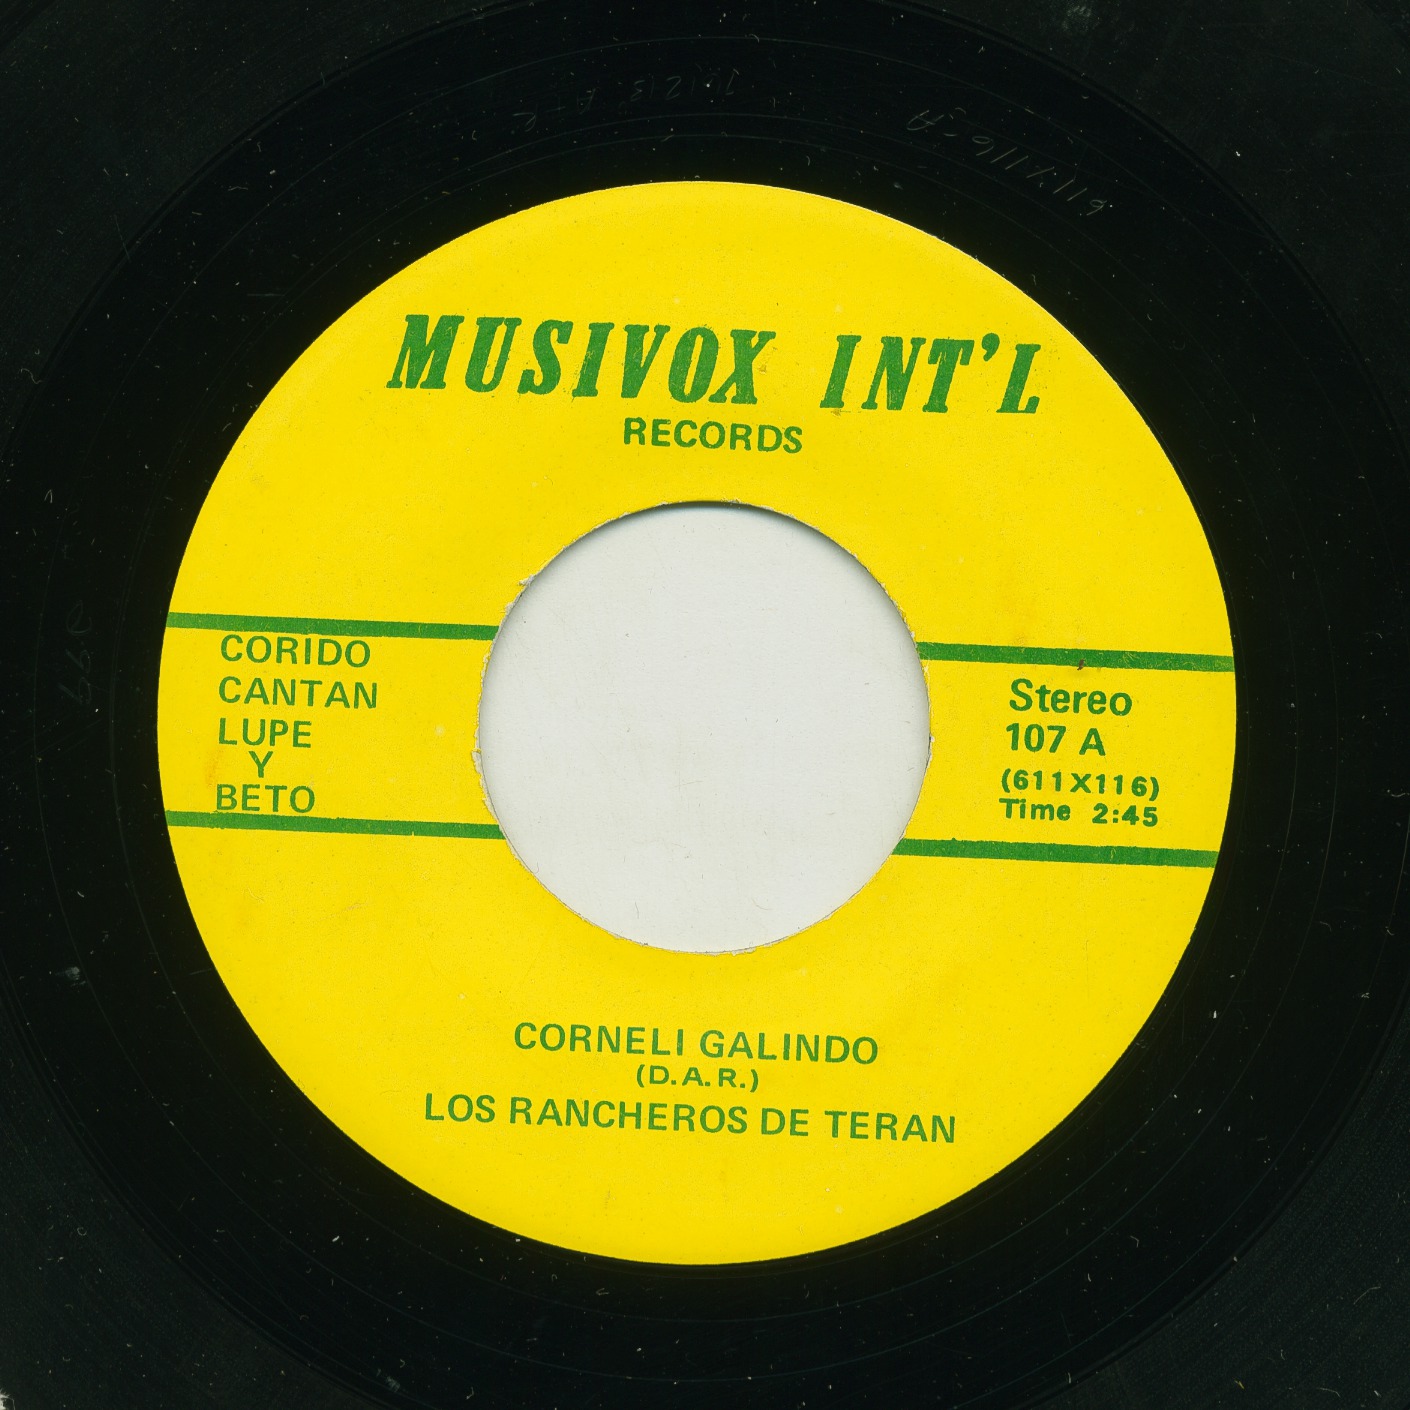 MUSIVOX INT'L
RECORDS
CORIDO
CANTAN
LUPE
Y
BETO
Stereo
107 A
(611X116)
Time 2:45
CORNELI GALINDO
(D.A.R.)
LOS RANCHEROS DE TERAN